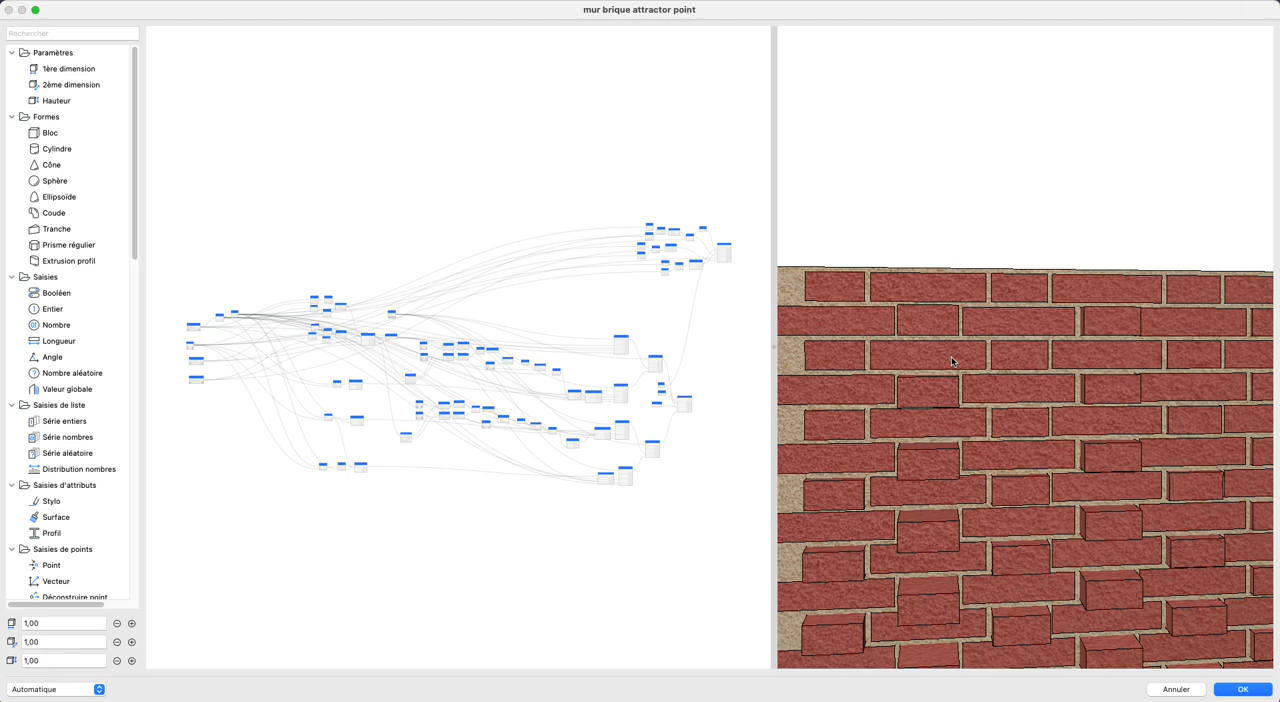 mur brique attractor point
Rechercher
Paramètres
1ère dimension
2ème dimension
Hauteur
Formes
Bloc
Cylindre
Cône
Sphère
Ellipsoïde
Coude
Tranche
Prisme régulier
Extrusion profil
Saisies
Booléen
Entier
Nombre
Longueur
Angle
Nombre aléatoire
Valeur globale
Saisies de liste
Série entiers
Série nombres
Série aléatoire
Distribution nombres
Saisies d'attributs
Stylo
Surface
Profil
Saisies de points
Point
Vecteur
Déconstruire point
1,00
1,00
1,00
Automatique
Annuler
OK